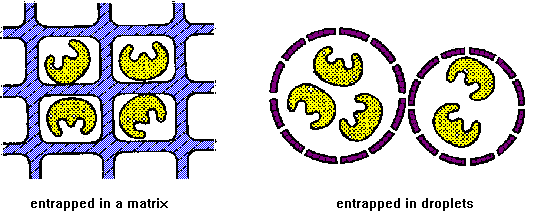 entrapped in a matrix
entrapped in droplets